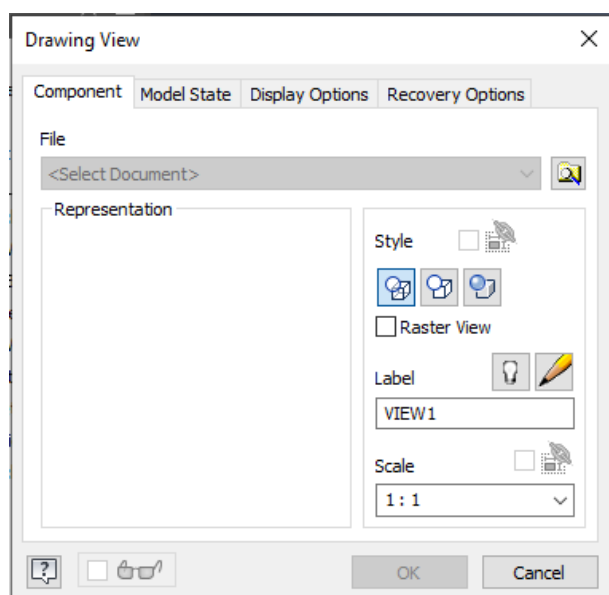 Drawing View
Component Model State Display Options Recovery Options
File
<Select Document>
Representation
Style
Raster View
Label
VIEW1
Scale
1 : 1
OK Cancel